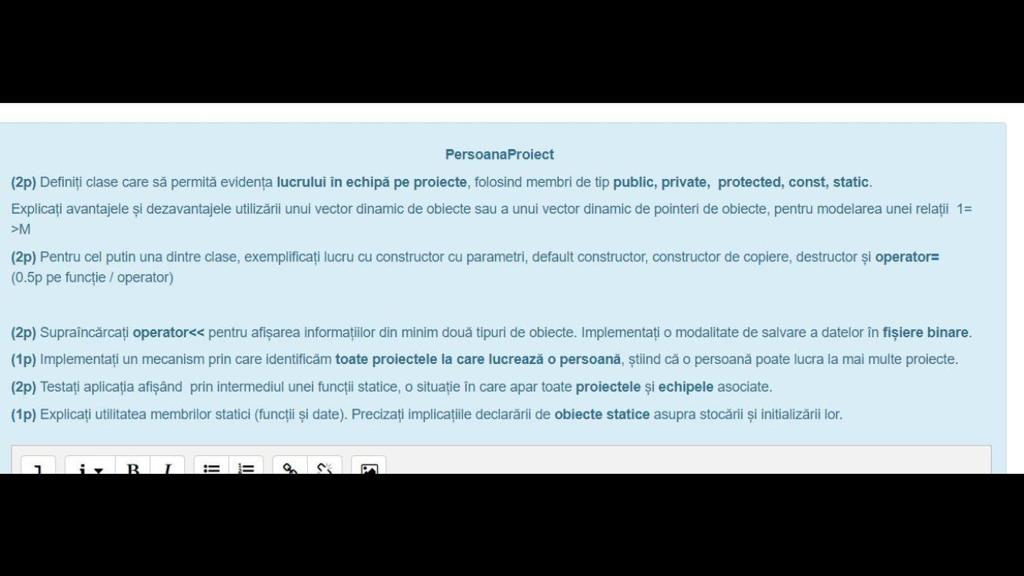 PersoanaProiect
(2p) Definiți clase care să permită evidența lucrului în echipă pe proiecte, folosind membri de tip public, private, protected, const, static.
Explicați avantajele și dezavantajele utilizării unui vector dinamic de obiecte sau a unui vector dinamic de pointeri de obiecte, pentru modelarea unei relații 1=
>M
(2p) Pentru cel putin una dintre clase, exemplificați lucru cu constructor cu parametri, default constructor, constructor de copiere, destructor și operator=
(0.5p pe funcție / operator)
(2p) Supraîncărcați operator<< pentru afișarea informațiilor din minim două tipuri de obiecte. Implementați o modalitate de salvare a datelor în fișiere binare.
(1p) Implementați un mecanism prin care identificăm toate proiectele la care lucrează o persoană, știind că o persoană poate lucra la mai multe proiecte.
(2p) Testați aplicația afișând prin intermediul unei funcții statice, o situație în care apar toate proiectele și echipele asociate.
(1p) Explicați utilitatea membrilor statici (funcții și date). Precizați implicațiile declarării de obiecte statice asupra stocării și initializării lor.
i B I